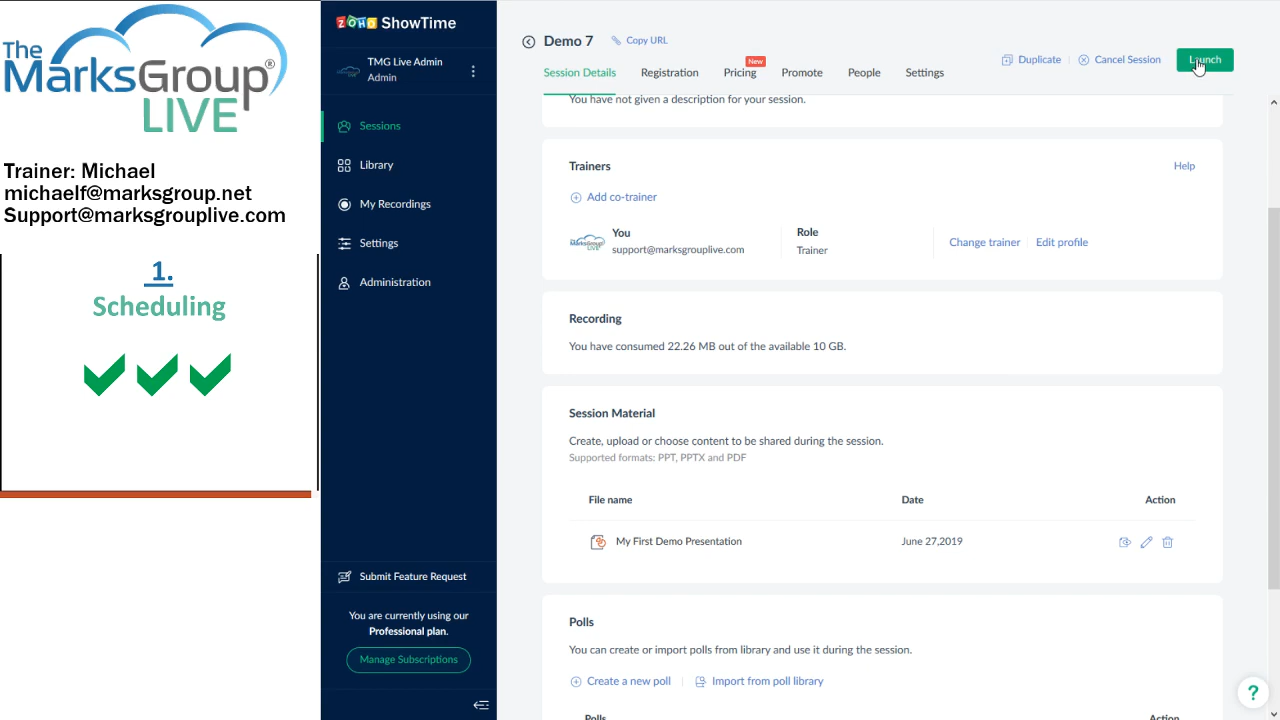 The
MarksGroup®
LIVE
Trainer: Michael
michaelf@marksgroup.net
Support@marksgrouplive.com
1.
Scheduling
ZOHO ShowTime
TMG Live Admin
Admin
Sessions
Library
My Recordings
Settings
Administration
Submit Feature Request
You are currently using our
Professional plan.
Manage Subscriptions
Demo 7 Copy URL
Duplicate Cancel Session Launch
New
Session Details Registration Pricing Promote People Settings
You have not given a description for your session.
Trainers Help
Add co-trainer
MarksGroup
You
support@marksgrouplive.com
Role
Trainer
Change trainer Edit profile
Recording
You have consumed 22.26 MB out of the available 10 GB.
Session Material
Create, upload or choose content to be shared during the session.
Supported formats: PPT, PPTX and PDF
File name Date Action
My First Demo Presentation June 27,2019
Polls
You can create or import polls from library and use it during the session.
Create a new poll Import from poll library
Polls Action
?